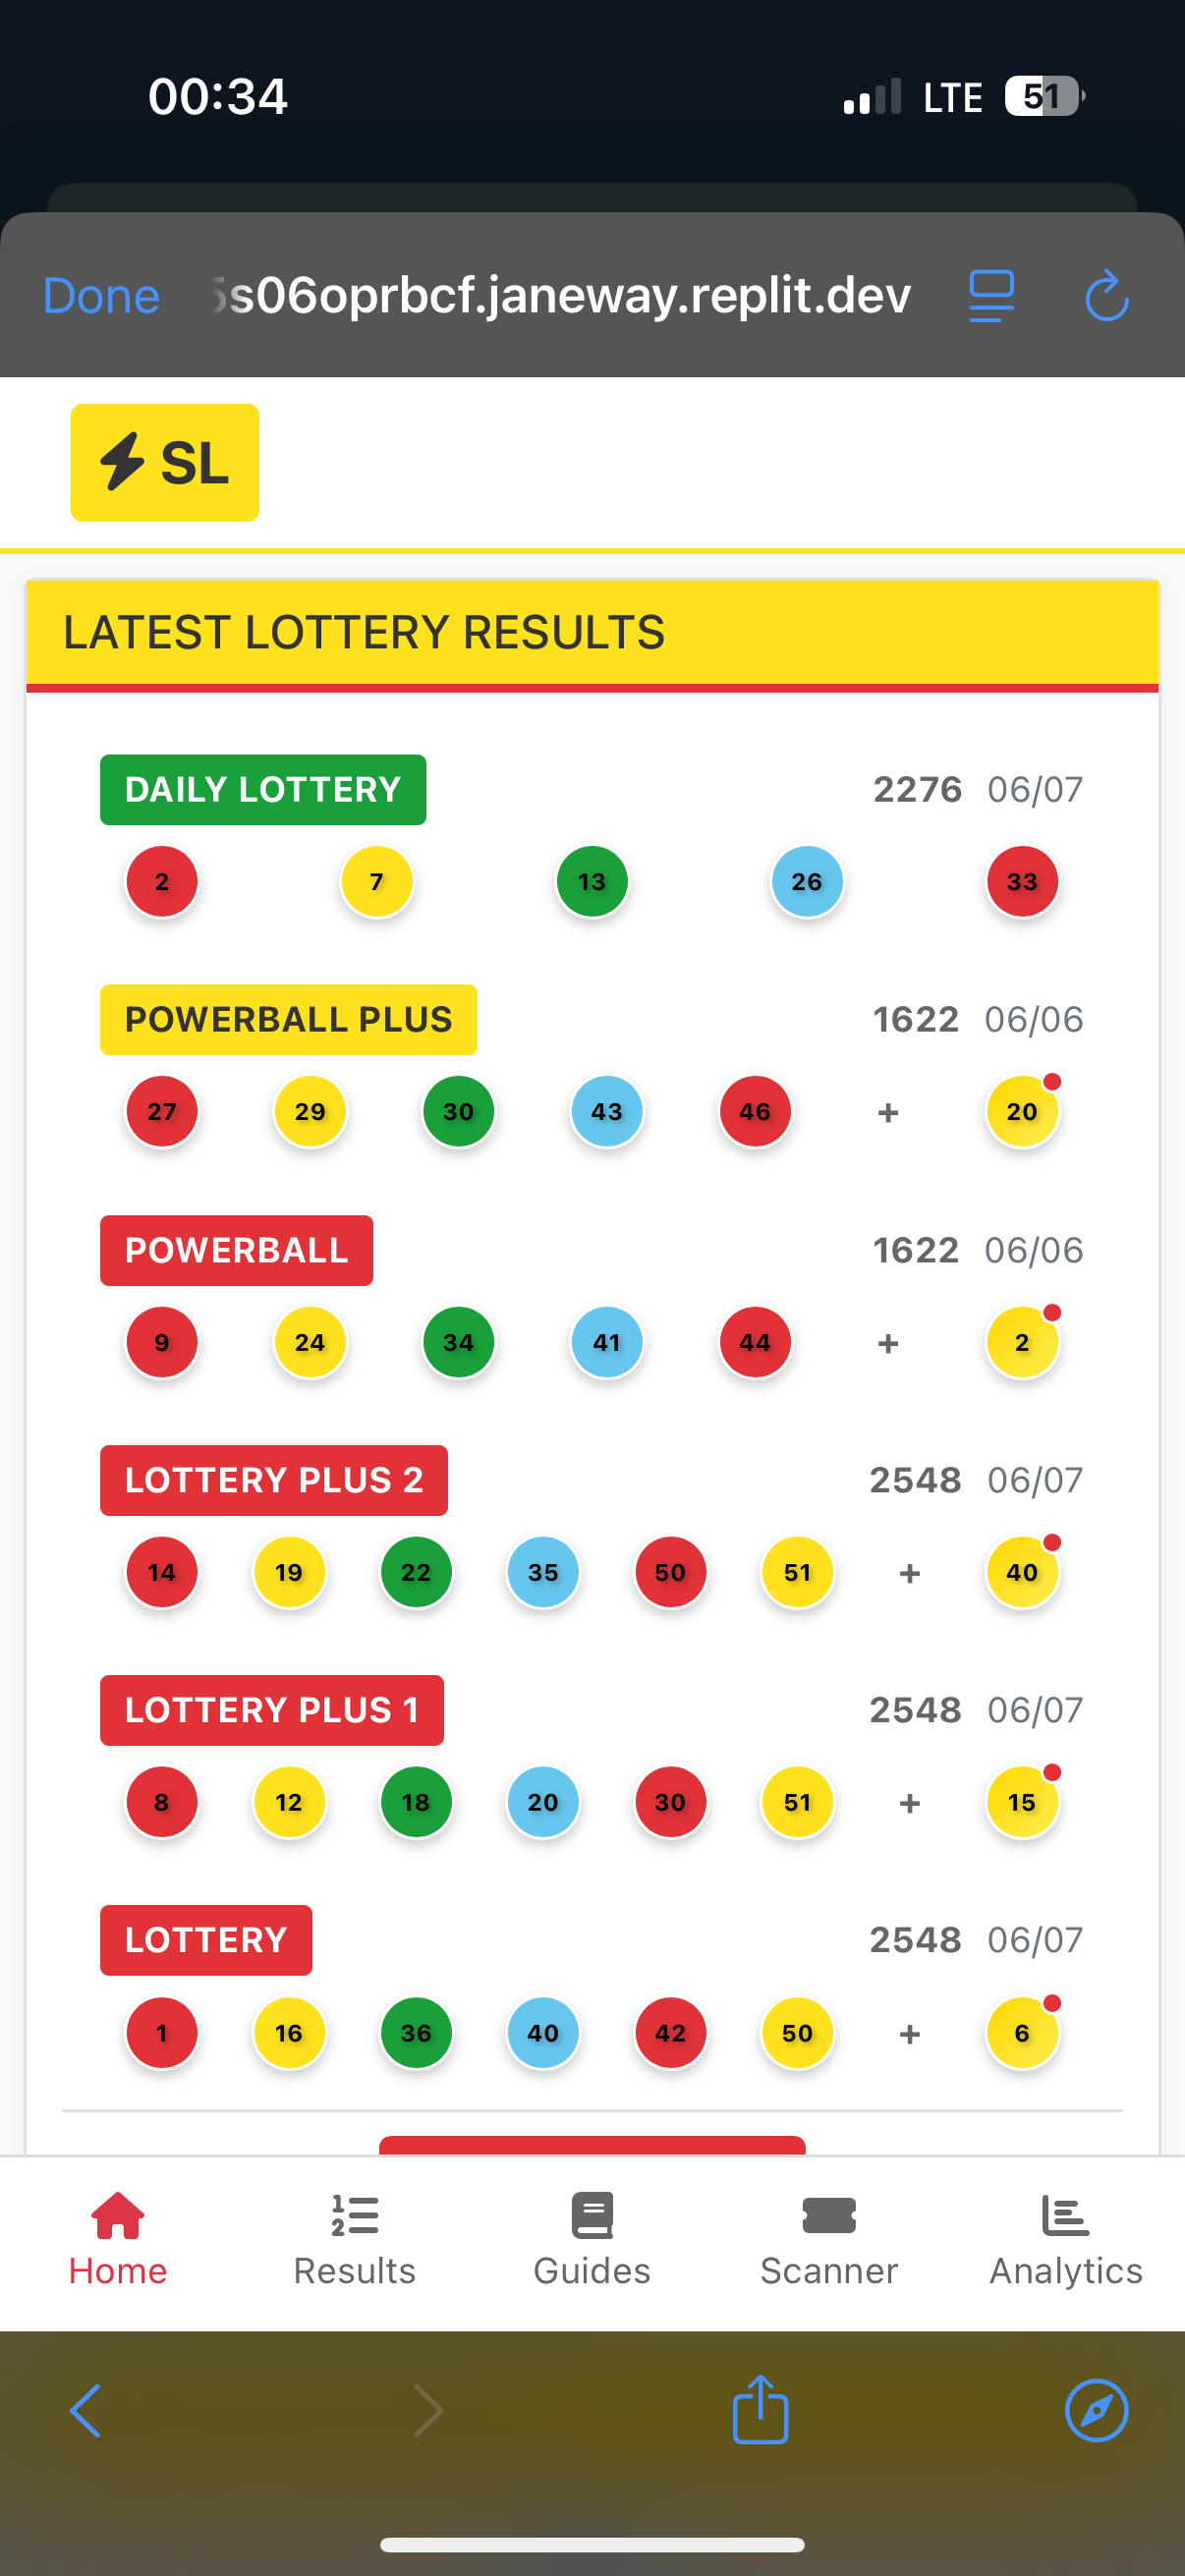 00:34 LTE 51
Done 5s06oprbcf.janeway.replit.dev
SL
LATEST LOTTERY RESULTS
DAILY LOTTERY 2276 06/07
2 7 13 26 33
POWERBALL PLUS 1622 06/06
27 29 30 43 46 + 20
POWERBALL 1622 06/06
9 24 34 41 44 + 2
LOTTERY PLUS 2 2548 06/07
14 19 22 35 50 51 + 40
LOTTERY PLUS 1 2548 06/07
8 12 18 20 30 51 + 15
LOTTERY 2548 06/07
1 16 36 40 42 50 + 6
Home Results Guides Scanner Analytics